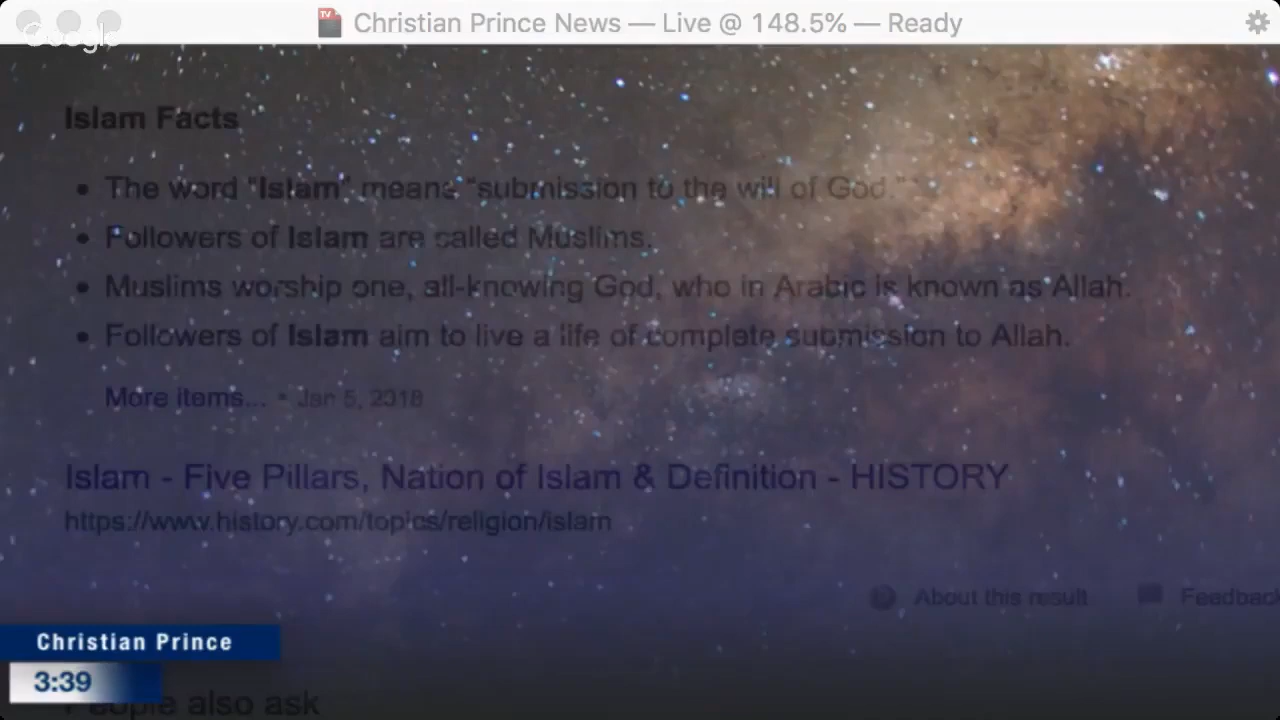 Christian Prince News — Live @ 148.5% — Ready
Google
Islam Facts
• The word "Islam" means "submission to the will of God."
• Followers of Islam are called Muslims.
• Muslims worship one, all-knowing God, who in Arabic is known as Allah.
• Followers of Islam aim to live a life of complete submission to Allah.
More items... • Jan 5, 2018
Islam - Five Pillars, Nation of Islam & Definition - HISTORY
https://www.history.com/topics/religion/islam
About this result Feedback
Christian Prince
3:39
People also ask